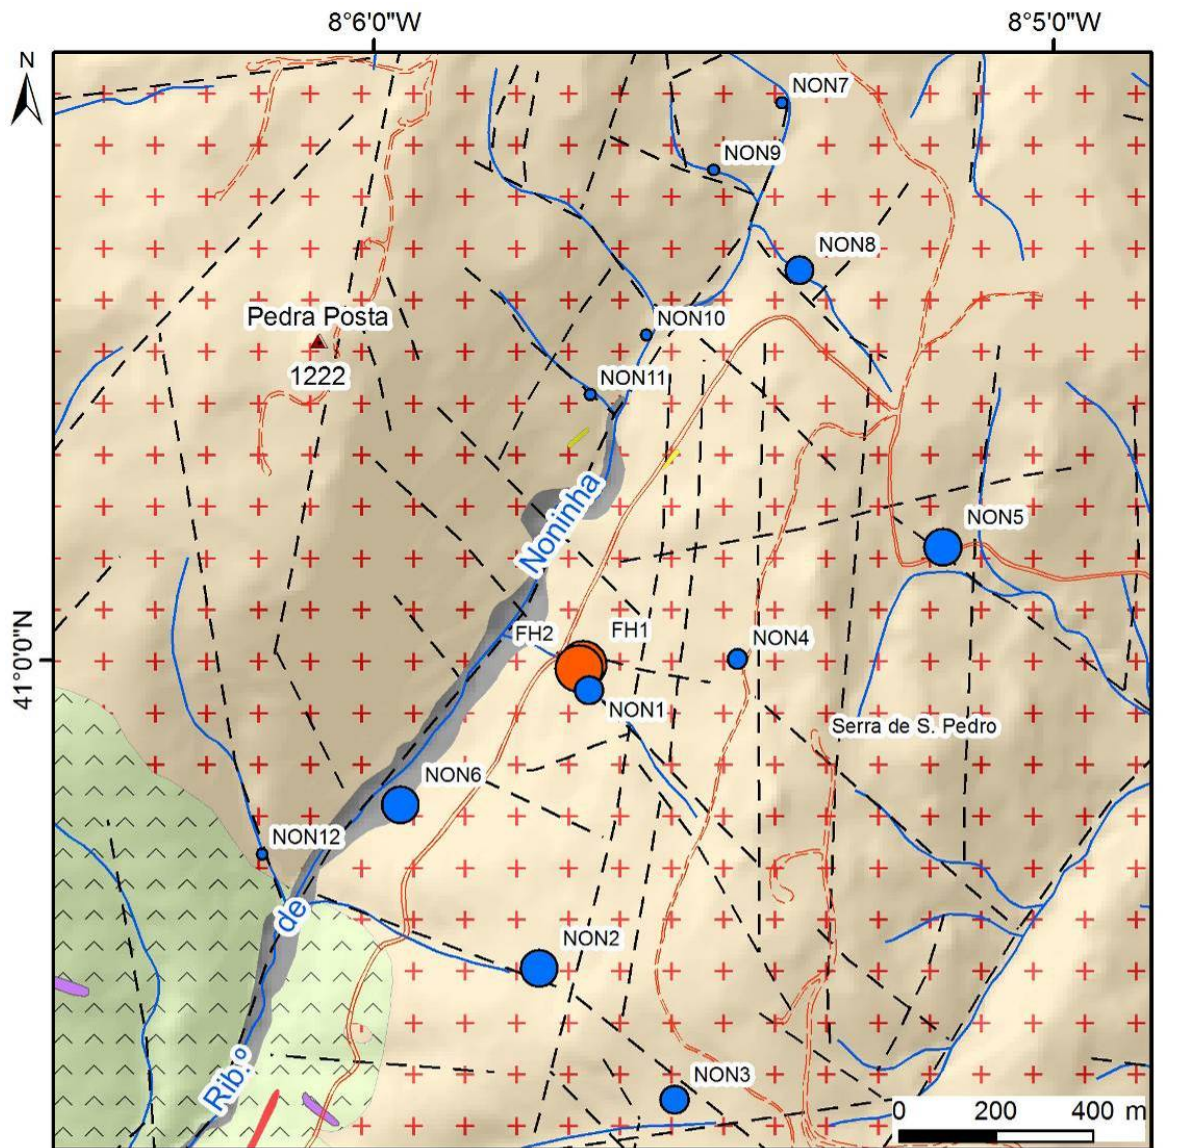 8°6'0"W
8°5'0"W
N
NON7
NON9
NON8
Pedra Posta
1222
NON10
NON11
Noninha
NON5
41°0'0"N
FH2
FH1
NON4
NON1
Serra de S. Pedro
NON6
NON12
de
NON2
Rib.º
NON3
0 200 400 m